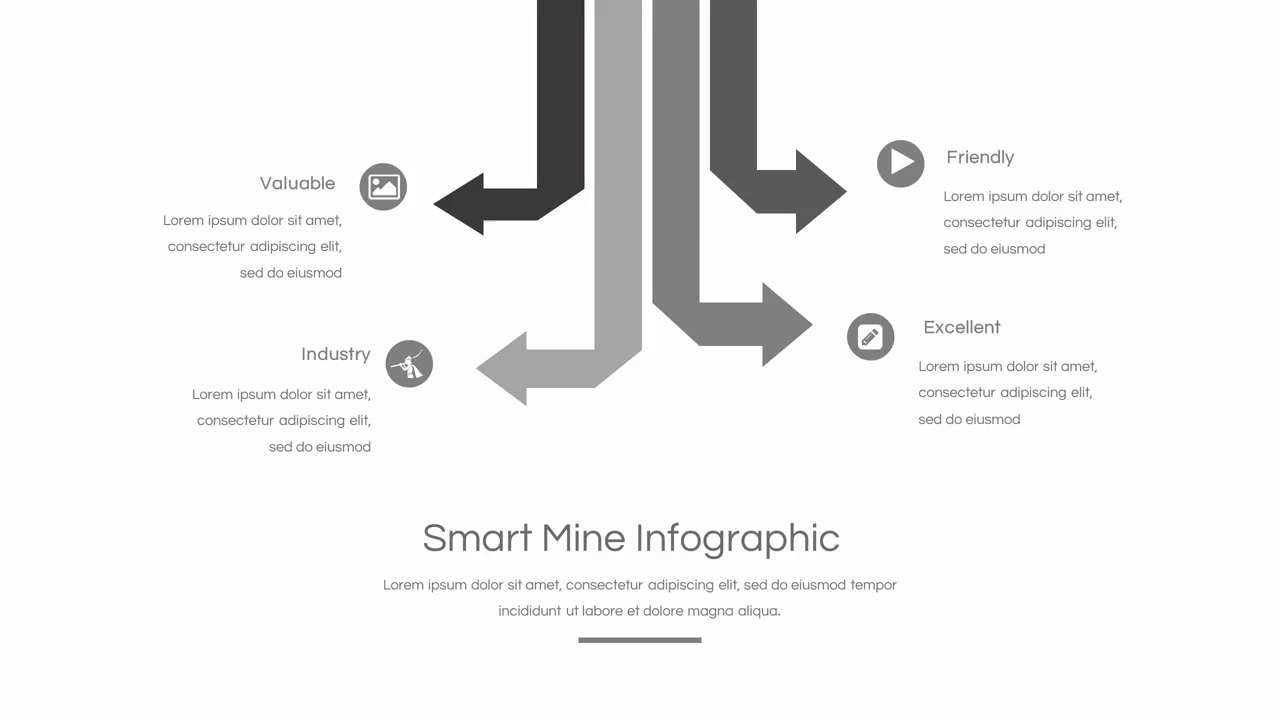 Valuable
Lorem ipsum dolor sit amet,
consectetur adipiscing elit,
sed do eiusmod
Friendly
Lorem ipsum dolor sit amet,
consectetur adipiscing elit,
sed do eiusmod
Industry
Lorem ipsum dolor sit amet,
consectetur adipiscing elit,
sed do eiusmod
Excellent
Lorem ipsum dolor sit amet,
consectetur adipiscing elit,
sed do eiusmod
Smart Mine Infographic
Lorem ipsum dolor sit amet, consectetur adipiscing elit, sed do eiusmod tempor
incididunt ut labore et dolore magna aliqua.